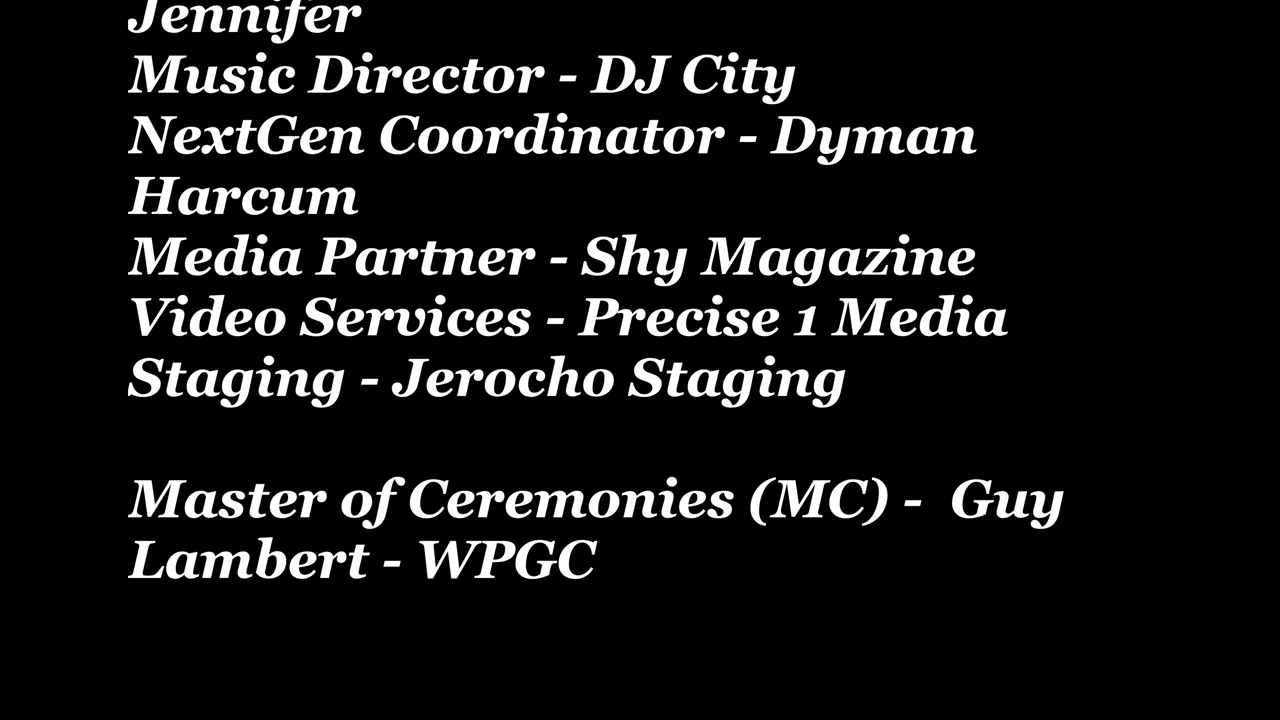 Jennifer
Music Director - DJ City
NextGen Coordinator - Dyman
Harcum
Media Partner - Shy Magazine
Video Services - Precise 1 Media
Staging - Jerocho Staging
Master of Ceremonies (MC) -  Guy
Lambert - WPGC